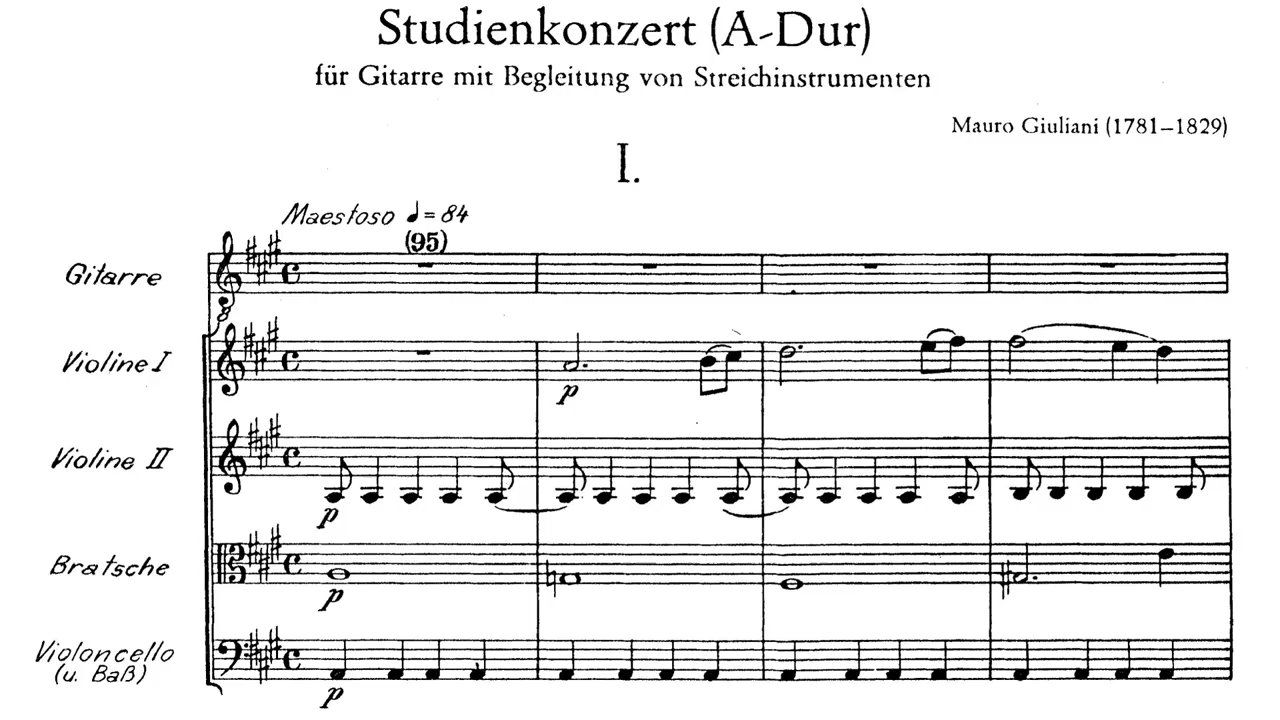 Studienkonzert (A-Dur)
für Gitarre mit Begleitung von Streichinstrumenten
Mauro Giuliani (1781–1829)
I.
Maestoso ♩= 84
(95)
Gitarre
8
Violine I
p
Violine II
p
Bratsche
p
Violoncello
(u. Baß)
p